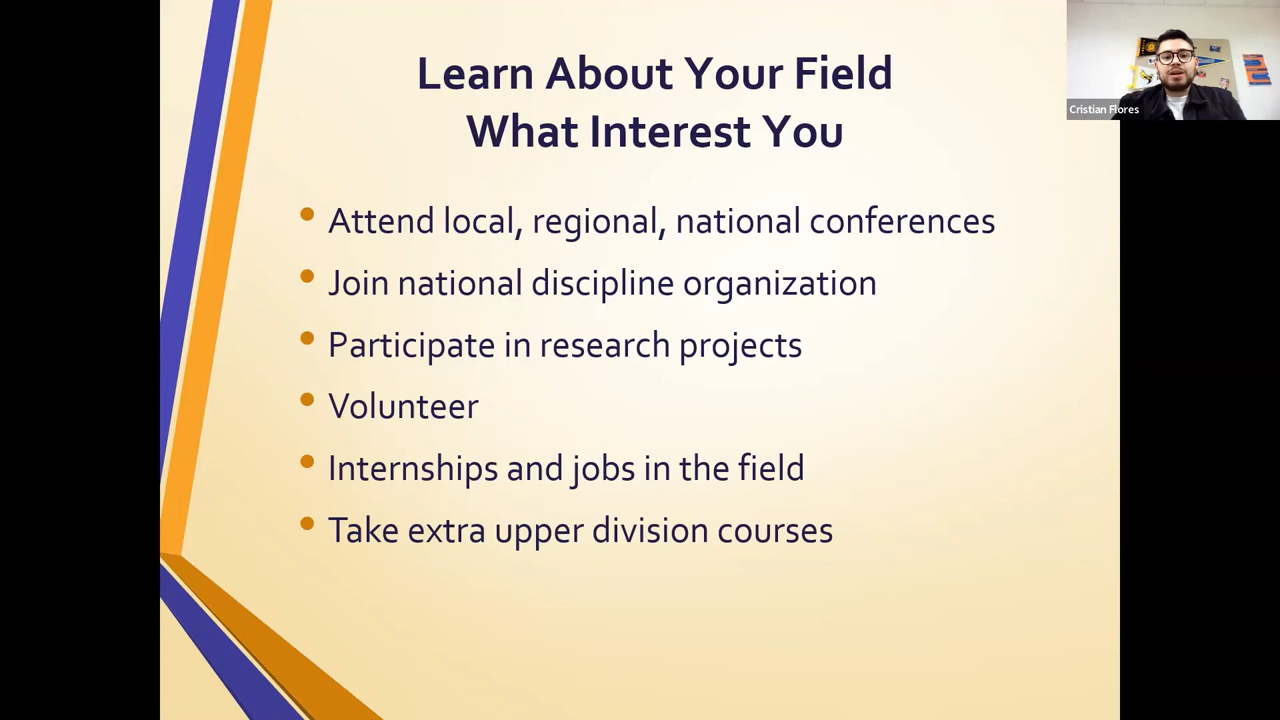 Learn About Your Field
What Interest You
Cristian Flores
• Attend local, regional, national conferences
• Join national discipline organization
• Participate in research projects
• Volunteer
• Internships and jobs in the field
• Take extra upper division courses